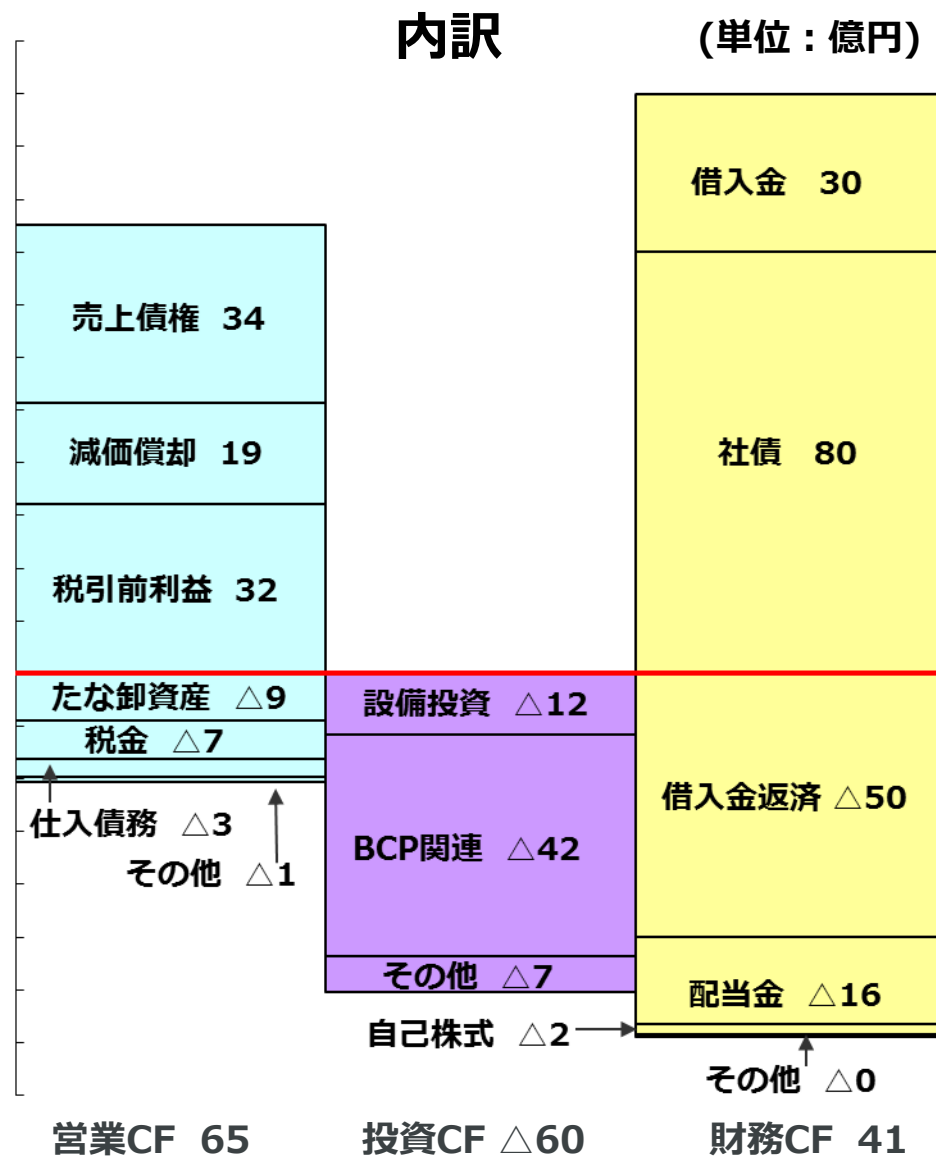 内訳
(単位：億円)
売上債権 34
減価償却 19
税引前利益 32
たな卸資産 △9
税金 △7
仕入債務 △3
その他 △1
設備投資 △12
BCP関連 △42
その他 △7
借入金 30
社債 80
借入金返済 △50
配当金 △16
自己株式 △2
その他 △0
営業CF 65
投資CF △60
財務CF 41